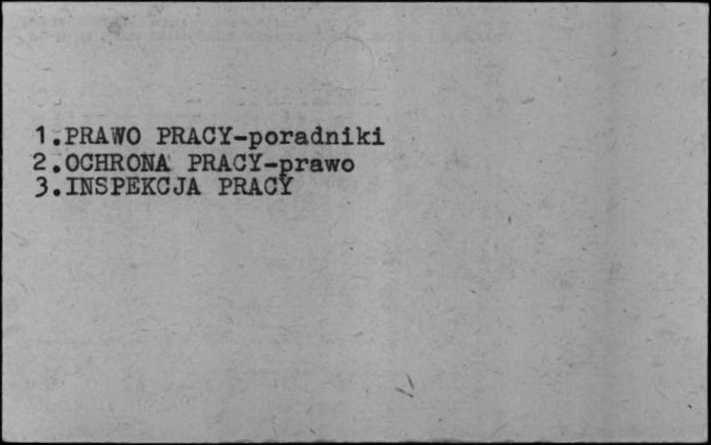 1.PRAWO PRACY-poradniki
2.OCHRONA PRACY-prawo
3.INSPEKCJA PRACY